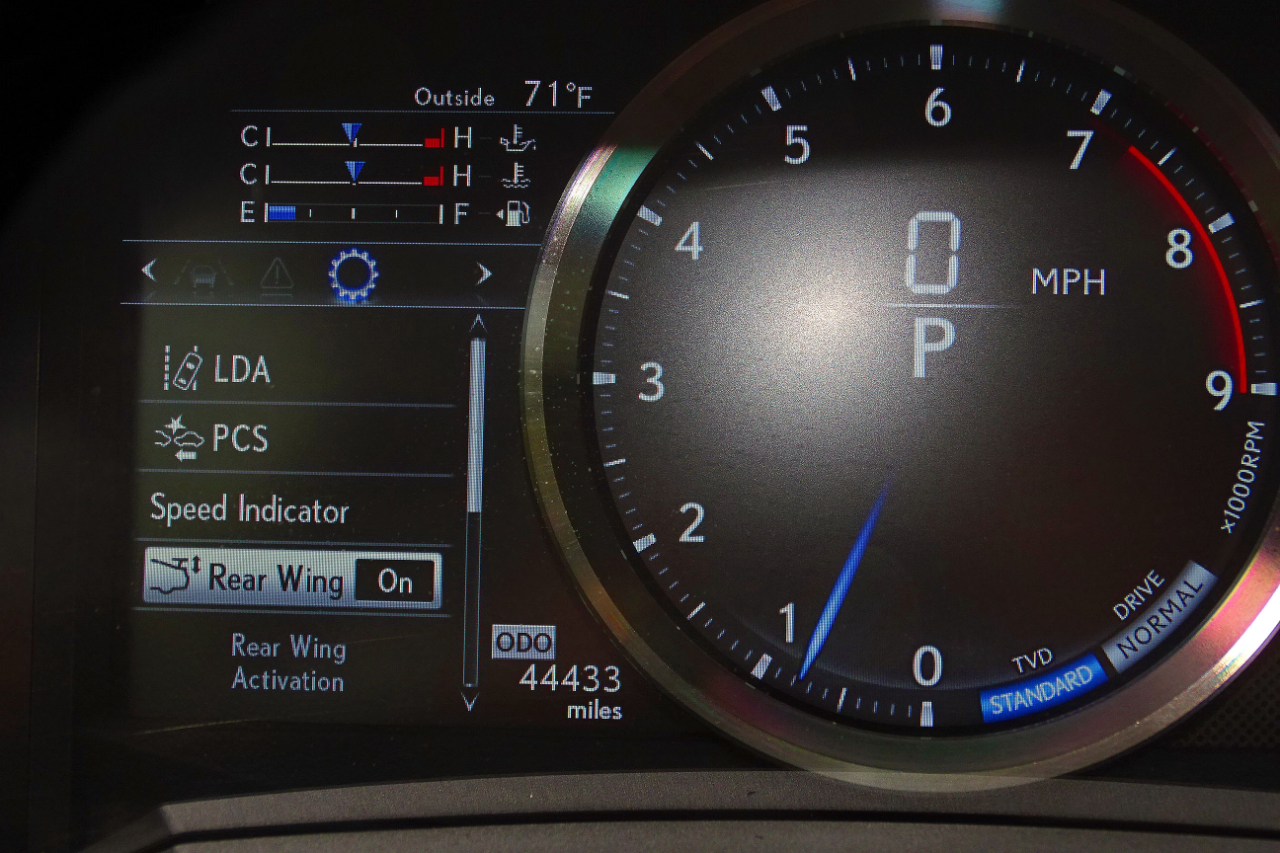 Outside 71°F
C H
C H
E F
LDA
PCS
Speed Indicator
Rear Wing On
Rear Wing
Activation
ODO
44433
miles
0 MPH
P
0
1
2
3
4
5
6
7
8
9
x1000RPM
DRIVE
NORMAL
TVD
STANDARD